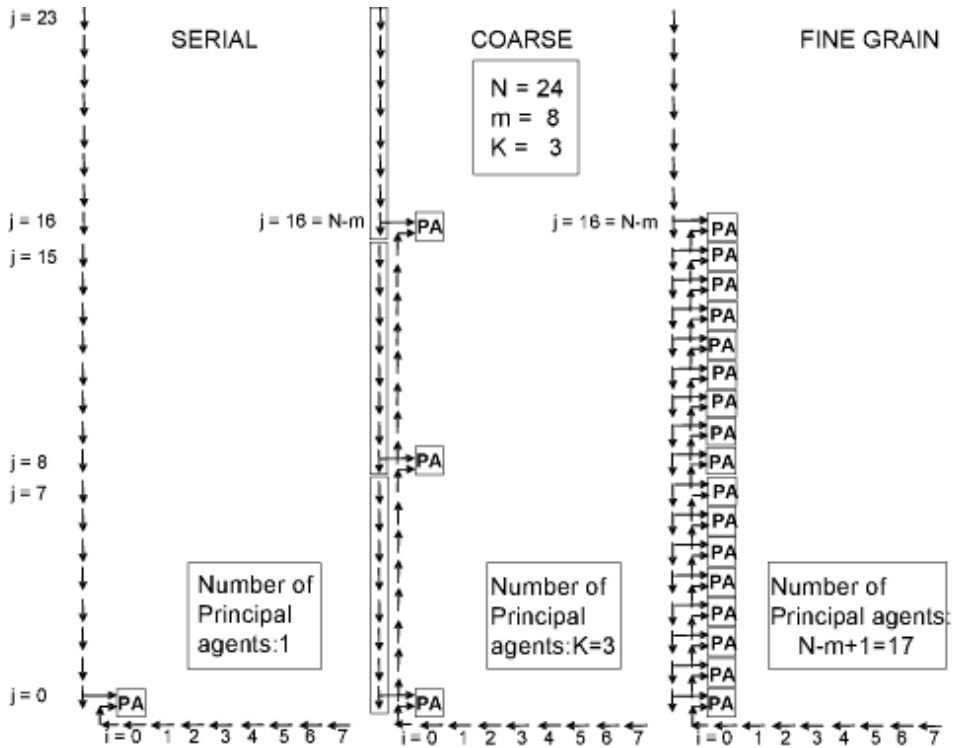 j = 23
SERIAL
COARSE
FINE GRAIN
N = 24
m = 8
K = 3
j = 16
j = 16 = N-m
PA
j = 16 = N-m
PA
j = 15
PA
PA
PA
PA
PA
PA
PA
j = 8
PA
PA
j = 7
PA
PA
PA
PA
PA
PA
PA
Number of
Principal
agents:1
Number of
Principal
agents:K=3
Number of
Principal agents:
N-m+1=17
j = 0
PA
PA
PA
i = 0 1 2 3 4 5 6 7
i = 0 1 2 3 4 5 6 7
i = 0 1 2 3 4 5 6 7